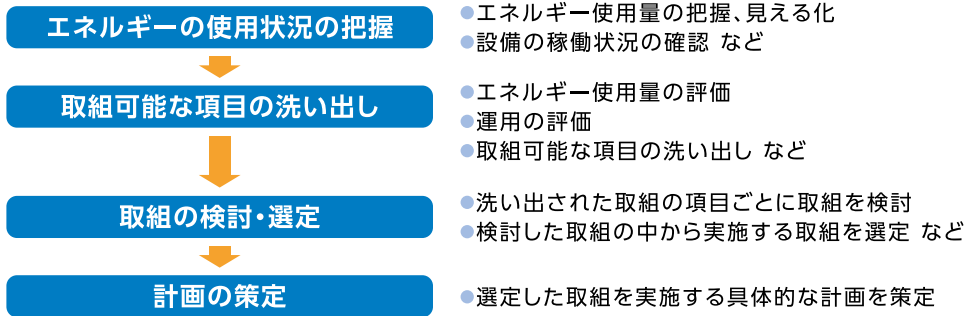 エネルギーの使用状況の把握
●エネルギー使用量の把握、見える化
●設備の稼働状況の確認 など
取組可能な項目の洗い出し
●エネルギー使用量の評価
●運用の評価
●取組可能な項目の洗い出し など
取組の検討・選定
●洗い出された取組の項目ごとに取組を検討
●検討した取組の中から実施する取組を選定 など
計画の策定
●選定した取組を実施する具体的な計画を策定